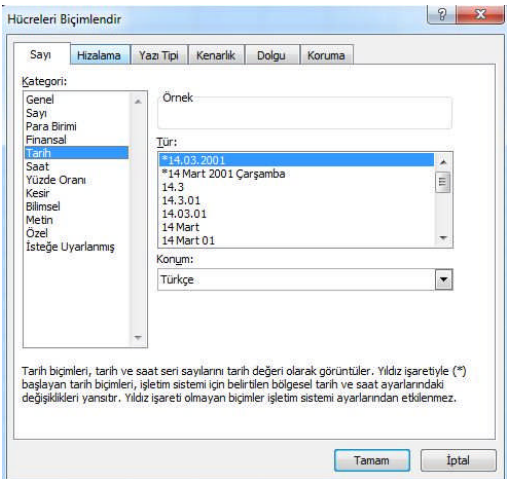 Hücreleri Biçimlendir
Sayı Hizalama Yazı Tipi Kenarlık Dolgu Koruma
Kategori:
Genel
Sayı
Para Birimi
Finansal
Tarih
Saat
Yüzde Oranı
Kesir
Bilimsel
Metin
Özel
İsteğe Uyarlanmış
Örnek
Tür:
*14.03.2001
*14 Mart 2001 Çarşamba
14.3
14.3.01
14.03.01
14 Mart
14 Mart 01
Konum:
Türkçe
Tarih biçimleri, tarih ve saat seri sayılarını tarih değeri olarak görüntüler. Yıldız işaretiyle (*)
başlayan tarih biçimleri, işletim sistemi için belirtilen bölgesel tarih ve saat ayarlarındaki
değişiklikleri yansıtır. Yıldız işareti olmayan biçimler işletim sistemi ayarlarından etkilenmez.
Tamam İptal